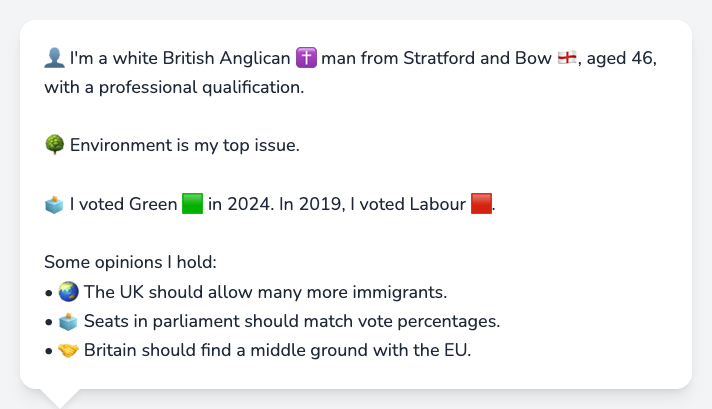 👤 I'm a white British Anglican ✝️ man from Stratford and Bow 🏴󠁧󠁢󠁥󠁮󠁧󠁿, aged 46,
with a professional qualification.
🌳 Environment is my top issue.
🗳️ I voted Green 🟩 in 2024. In 2019, I voted Labour 🟥.
Some opinions I hold:
• 🌏 The UK should allow many more immigrants.
• 🗳️ Seats in parliament should match vote percentages.
• 🤝 Britain should find a middle ground with the EU.